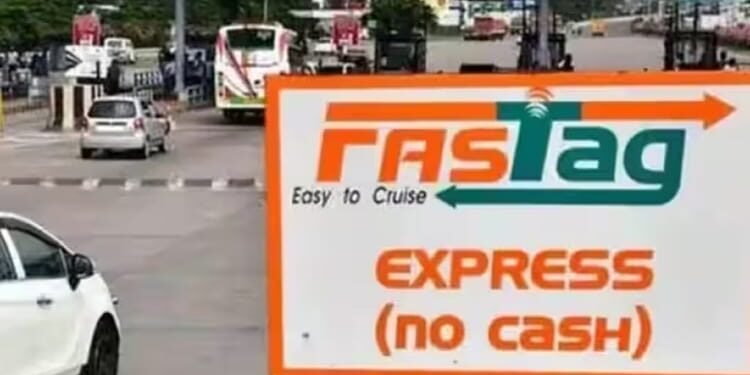 FASTag
Easy to Cruise
EXPRESS
(no cash)